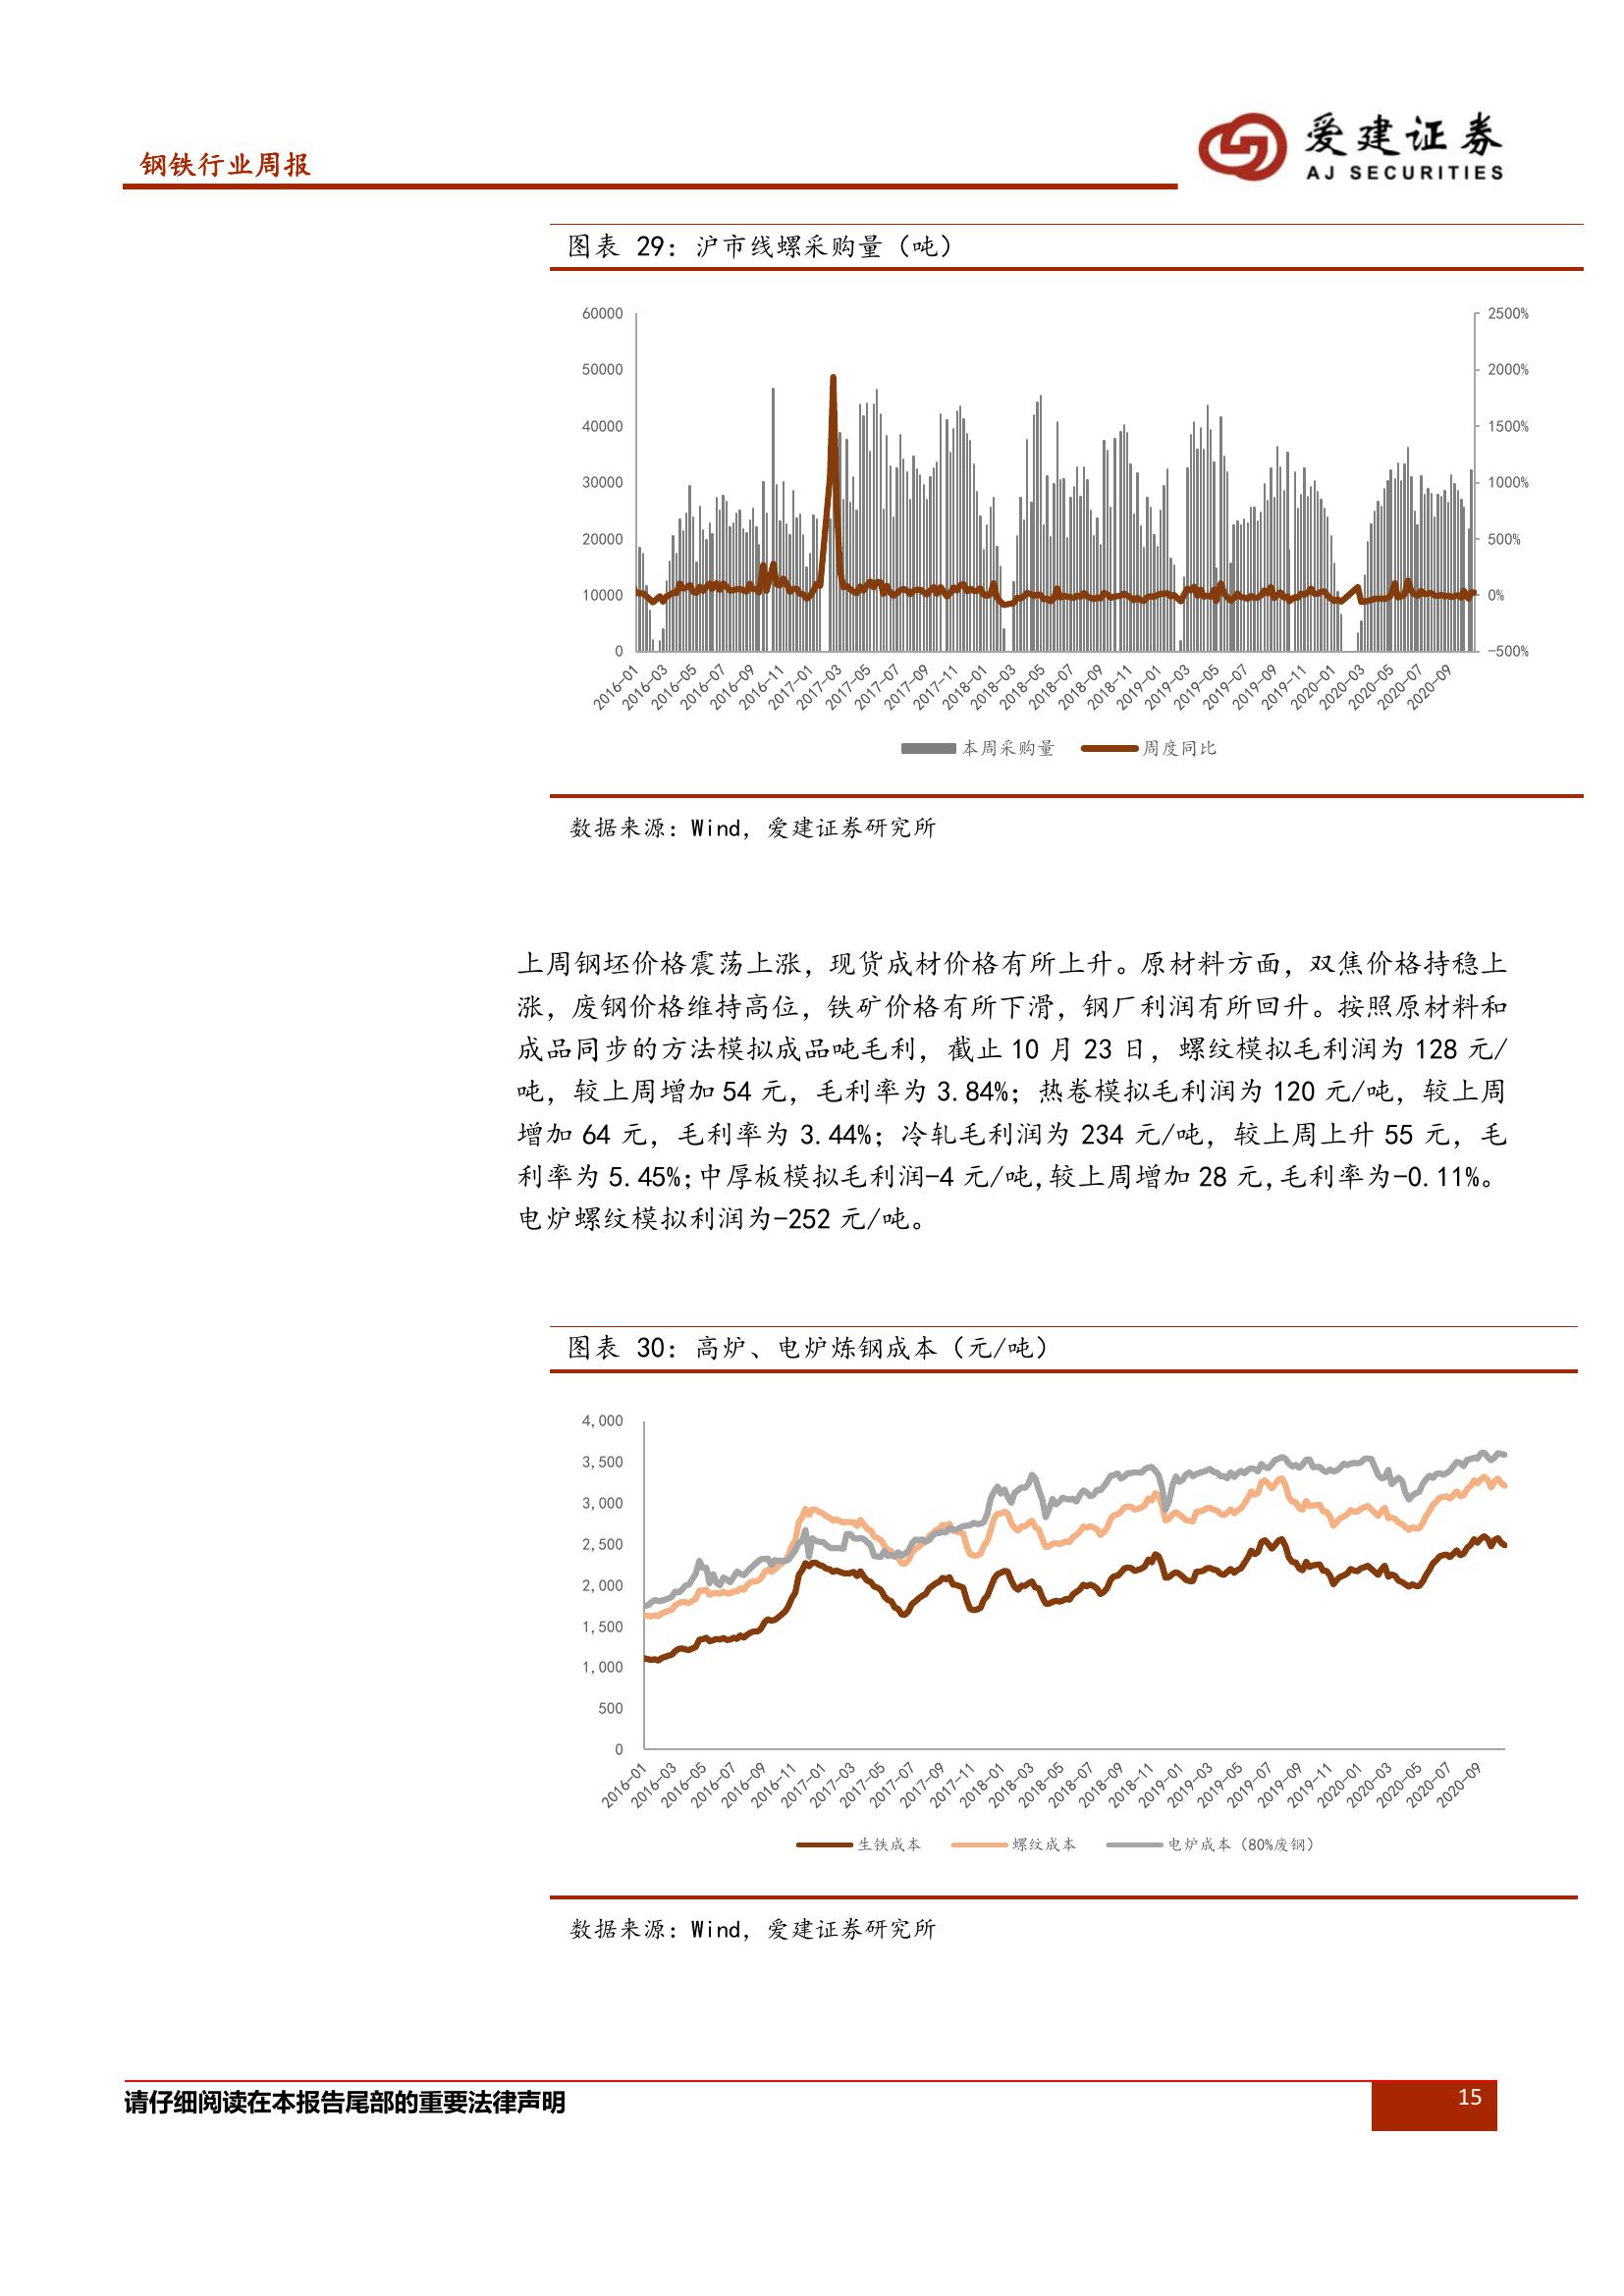 钢铁行业周报
爱建证券
AJ SECURITIES
图表 29：沪市线螺采购量（吨）
60000
50000
40000
30000
20000
10000
0
2500%
2000%
1500%
1000%
500%
0%
-500%
2016-01 2016-03 2016-05 2016-07 2016-09 2016-11 2017-01 2017-03 2017-05 2017-07 2017-09 2017-11 2018-01 2018-03 2018-05 2018-07 2018-09 2018-11 2019-01 2019-03 2019-05 2019-07 2019-09 2019-11 2020-01 2020-03 2020-05 2020-07 2020-09
本周采购量 周度同比
数据来源：Wind，爱建证券研究所
上周钢坯价格震荡上涨，现货成材价格有所上升。原材料方面，双焦价格持稳上
涨，废钢价格维持高位，铁矿价格有所下滑，钢厂利润有所回升。按照原材料和
成品同步的方法模拟成品吨毛利，截止 10 月 23 日，螺纹模拟毛利润为 128 元/
吨，较上周增加 54 元，毛利率为 3.84%；热卷模拟毛利润为 120 元/吨，较上周
增加 64 元，毛利率为 3.44%；冷轧毛利润为 234 元/吨，较上周上升 55 元，毛
利率为 5.45%；中厚板模拟毛利润-4 元/吨，较上周增加 28 元，毛利率为-0.11%。
电炉螺纹模拟利润为-252 元/吨。
图表 30：高炉、电炉炼钢成本（元/吨）
4,000
3,500
3,000
2,500
2,000
1,500
1,000
500
0
2016-01 2016-03 2016-05 2016-07 2016-09 2016-11 2017-01 2017-03 2017-05 2017-07 2017-09 2017-11 2018-01 2018-03 2018-05 2018-07 2018-09 2018-11 2019-01 2019-03 2019-05 2019-07 2019-09 2019-11 2020-01 2020-03 2020-05 2020-07 2020-09
生铁成本 螺纹成本 电炉成本（80%废钢）
数据来源：Wind，爱建证券研究所
请仔细阅读在本报告尾部的重要法律声明
15